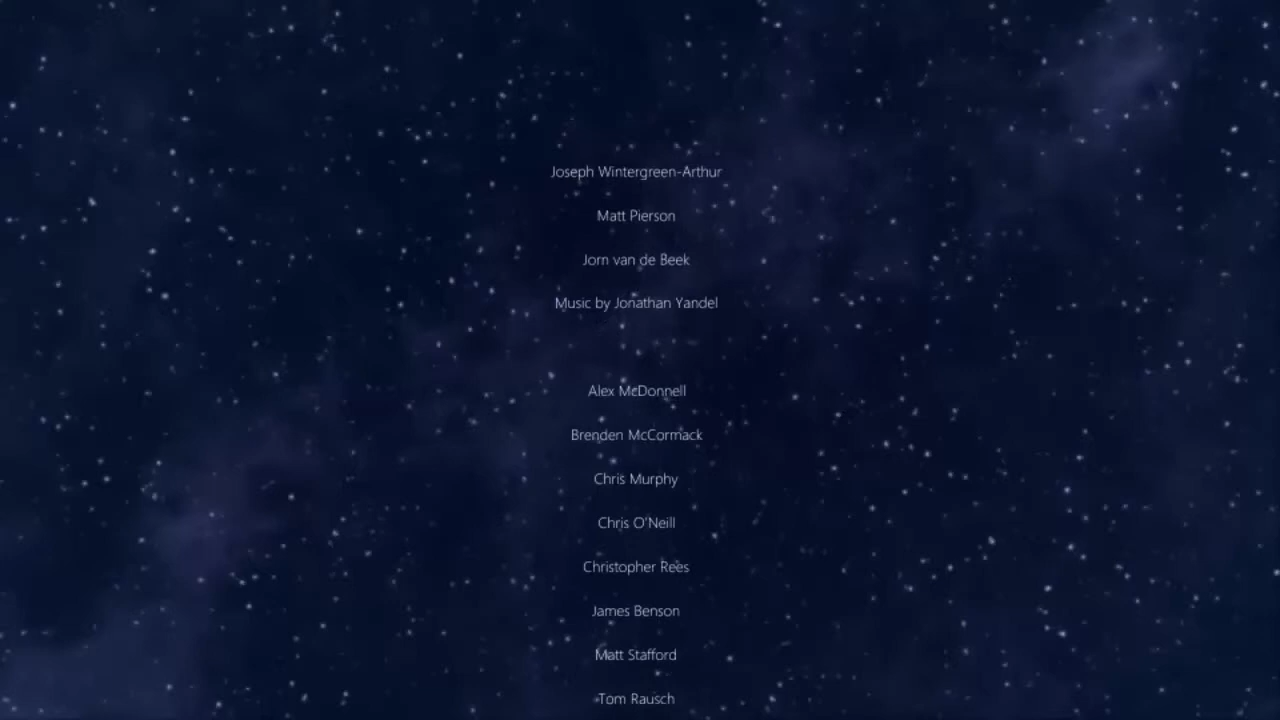 Joseph Wintergreen-Arthur
Matt Pierson
Jorn van de Beek
Music by Jonathan Yandel
Alex McDonnell
Brenden McCormack
Chris Murphy
Chris O'Neill
Christopher Rees
James Benson
Matt Stafford
Tom Rausch